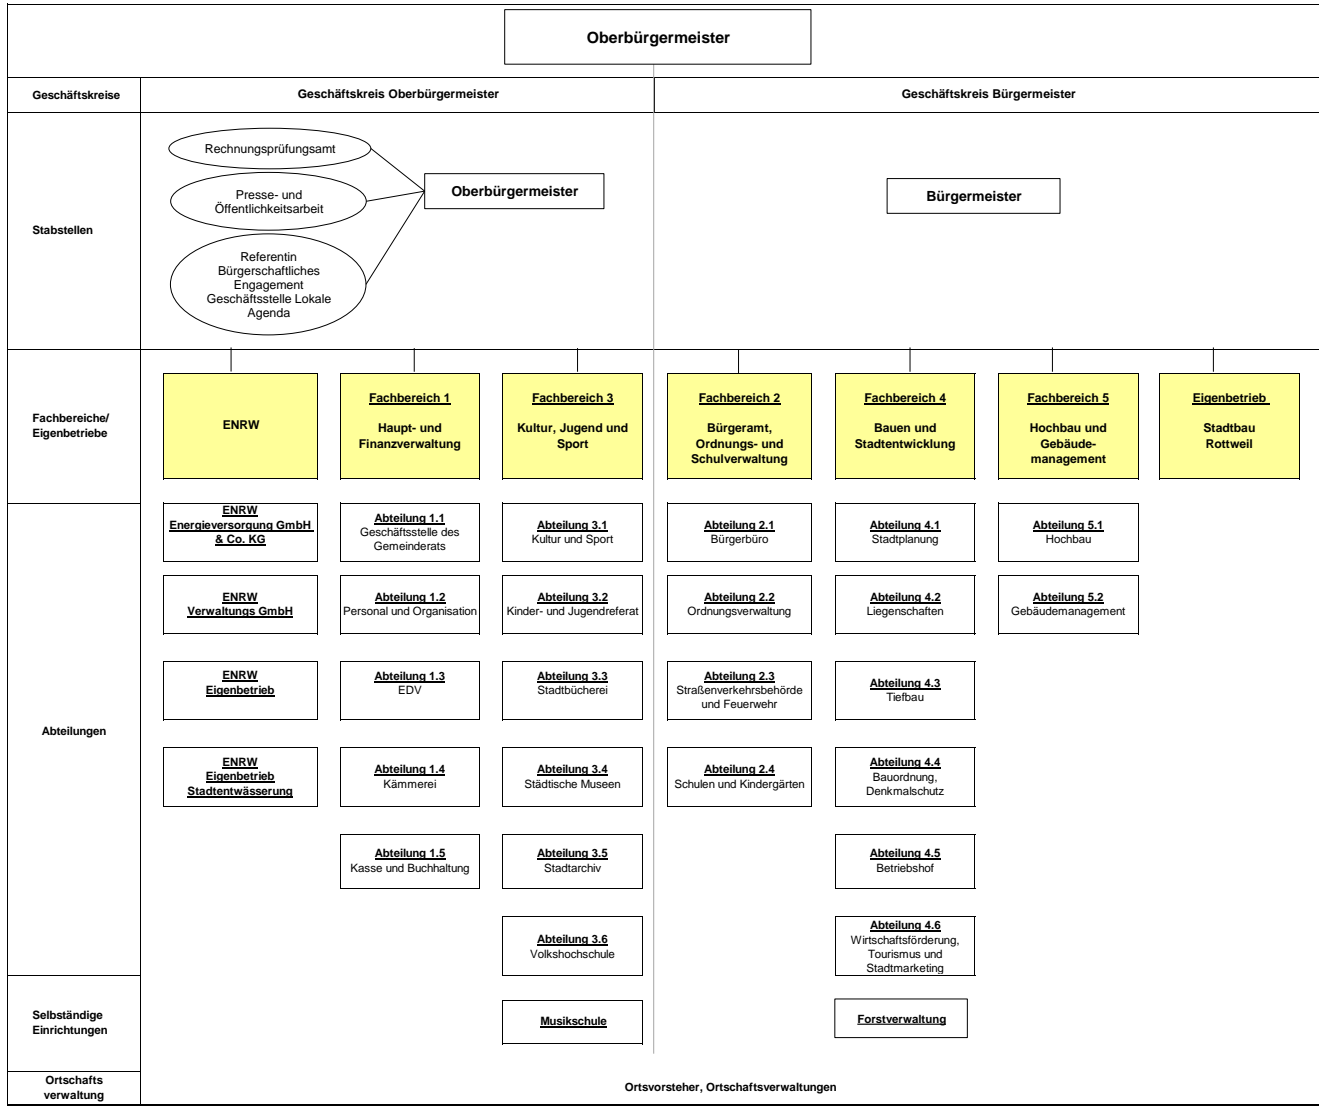 Oberbürgermeister
Geschäftskreise
Geschäftskreis Oberbürgermeister
Geschäftskreis Bürgermeister
Stabstellen
Rechnungsprüfungsamt
Presse- und
Öffentlichkeitsarbeit
Referentin
Bürgerschaftliches
Engagement
Geschäftsstelle Lokale
Agenda
Oberbürgermeister
Bürgermeister
Fachbereiche/
Eigenbetriebe
ENRW
Fachbereich 1
Haupt- und
Finanzverwaltung
Fachbereich 3
Kultur, Jugend und
Sport
Fachbereich 2
Bürgeramt,
Ordnungs- und
Schulverwaltung
Fachbereich 4
Bauen und
Stadtentwicklung
Fachbereich 5
Hochbau und
Gebäude-
management
Eigenbetrieb
Stadtbau
Rottweil
Abteilungen
ENRW
Energieversorgung GmbH
& Co. KG
Abteilung 1.1
Geschäftsstelle des
Gemeinderats
Abteilung 3.1
Kultur und Sport
Abteilung 2.1
Bürgerbüro
Abteilung 4.1
Stadtplanung
Abteilung 5.1
Hochbau
ENRW
Verwaltungs GmbH
Abteilung 1.2
Personal und Organisation
Abteilung 3.2
Kinder- und Jugendreferat
Abteilung 2.2
Ordnungsverwaltung
Abteilung 4.2
Liegenschaften
Abteilung 5.2
Gebäudemanagement
ENRW
Eigenbetrieb
Abteilung 1.3
EDV
Abteilung 3.3
Stadtbücherei
Abteilung 2.3
Straßenverkehrsbehörde
und Feuerwehr
Abteilung 4.3
Tiefbau
ENRW
Eigenbetrieb
Stadtentwässerung
Abteilung 1.4
Kämmerei
Abteilung 3.4
Städtische Museen
Abteilung 2.4
Schulen und Kindergärten
Abteilung 4.4
Bauordnung,
Denkmalschutz
Abteilung 1.5
Kasse und Buchhaltung
Abteilung 3.5
Stadtarchiv
Abteilung 4.5
Betriebshof
Abteilung 3.6
Volkshochschule
Abteilung 4.6
Wirtschaftsförderung,
Tourismus und
Stadtmarketing
Selbständige
Einrichtungen
Musikschule
Forstverwaltung
Ortschafts
verwaltung
Ortsvorsteher, Ortschaftsverwaltungen